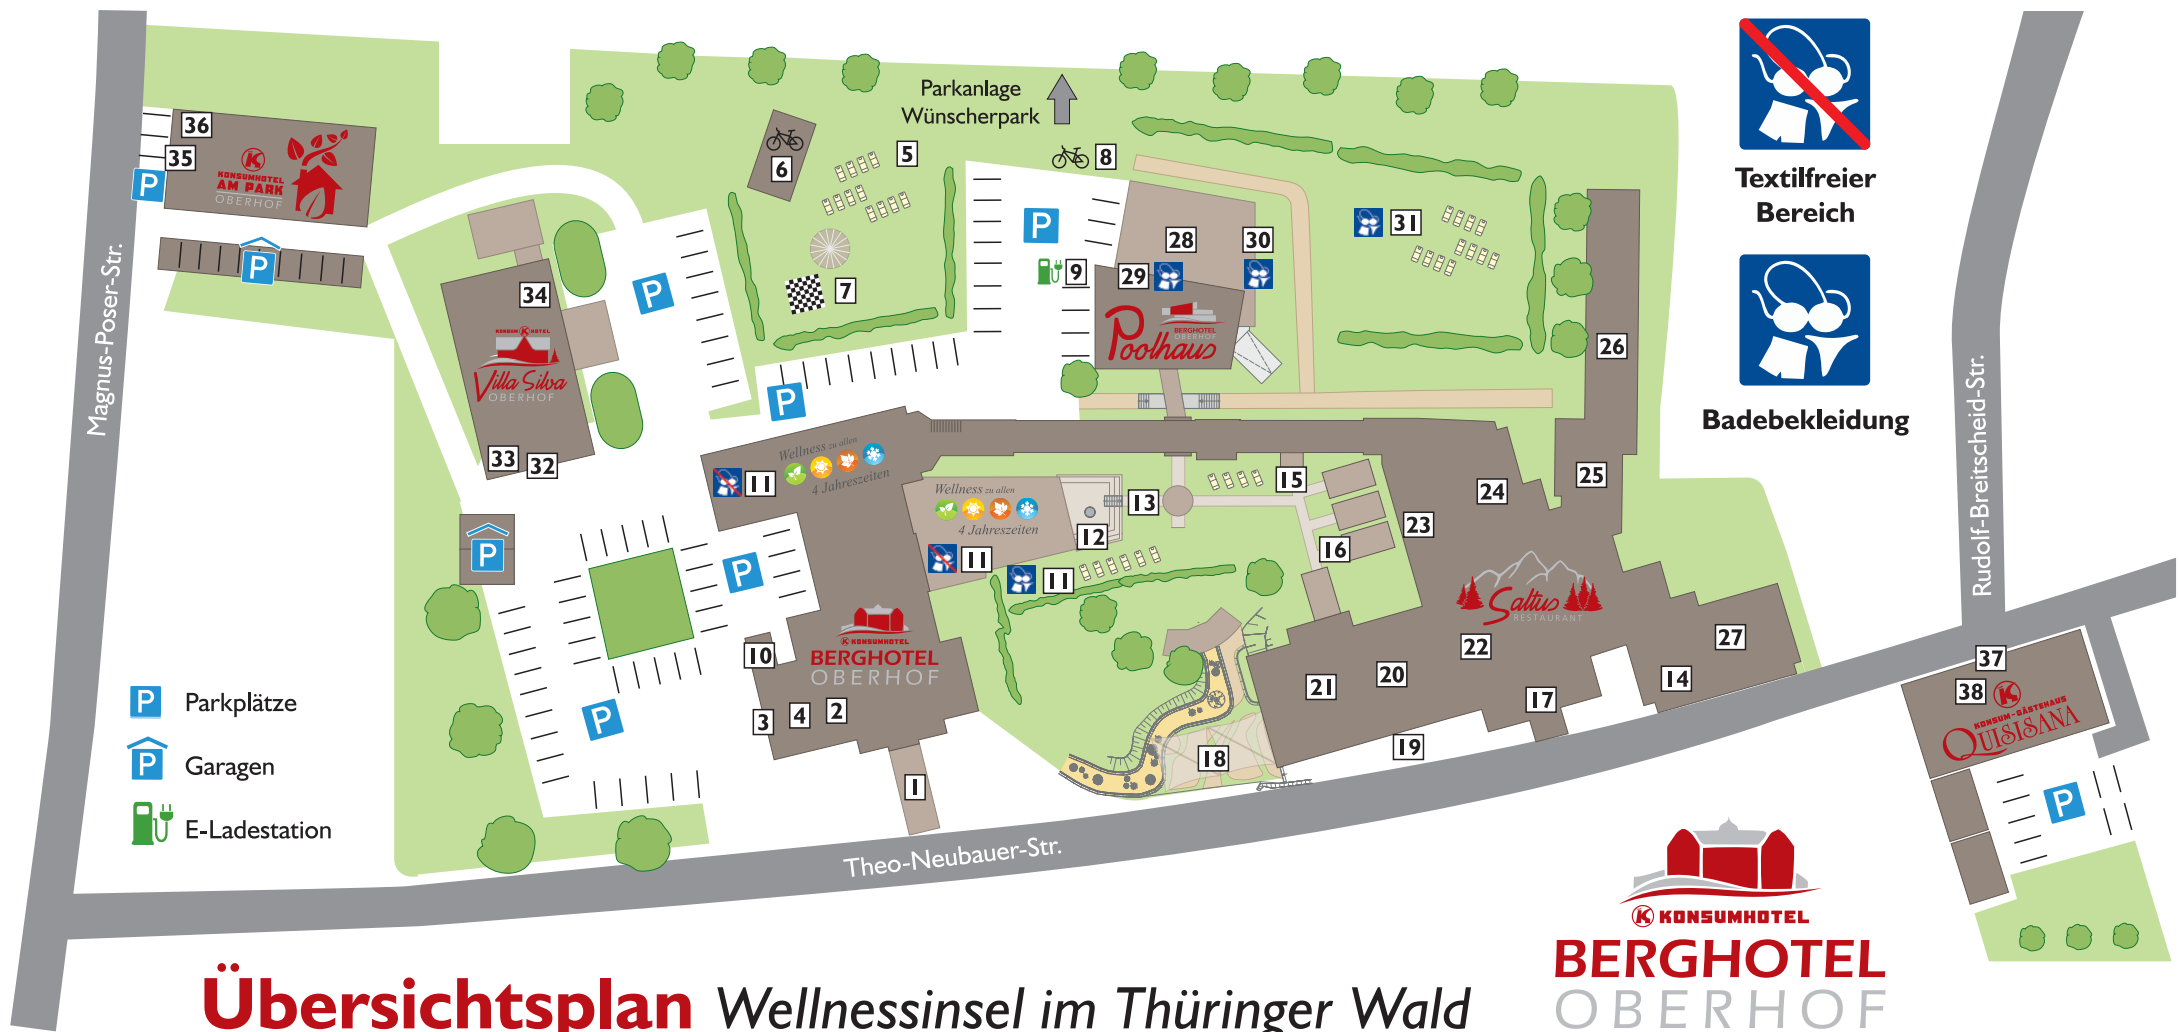 Parkanlage
Wünscherpark
Textilfreier
Bereich
Badebekleidung
Magnus-Poser-Str.
Rudolf-Breitscheid-Str.
Theo-Neubauer-Str.
36
35
P
KONSUMHOTEL
AM PARK
OBERHOF
P
6
5
7
8
P
9
28
30
29
BERGHOTEL
OBERHOF
Poolhaus
31
26
34
KONSUM HOTEL
Villa Silva
OBERHOF
33
32
P
P
P
11
Wellness zu allen
4 Jahreszeiten
Wellness zu allen
4 Jahreszeiten
11
11
12
13
15
16
23
24
25
Saltus
RESTAURANT
22
20
21
27
14
17
19
18
P
P
10
KONSUMHOTEL
BERGHOTEL
OBERHOF
3
4
2
1
37
38
KONSUM-GÄSTEHAUS
QUISISANA
P
P Parkplätze
P Garagen
E-Ladestation
K KONSUMHOTEL
BERGHOTEL
OBERHOF
Übersichtsplan Wellnessinsel im Thüringer Wald